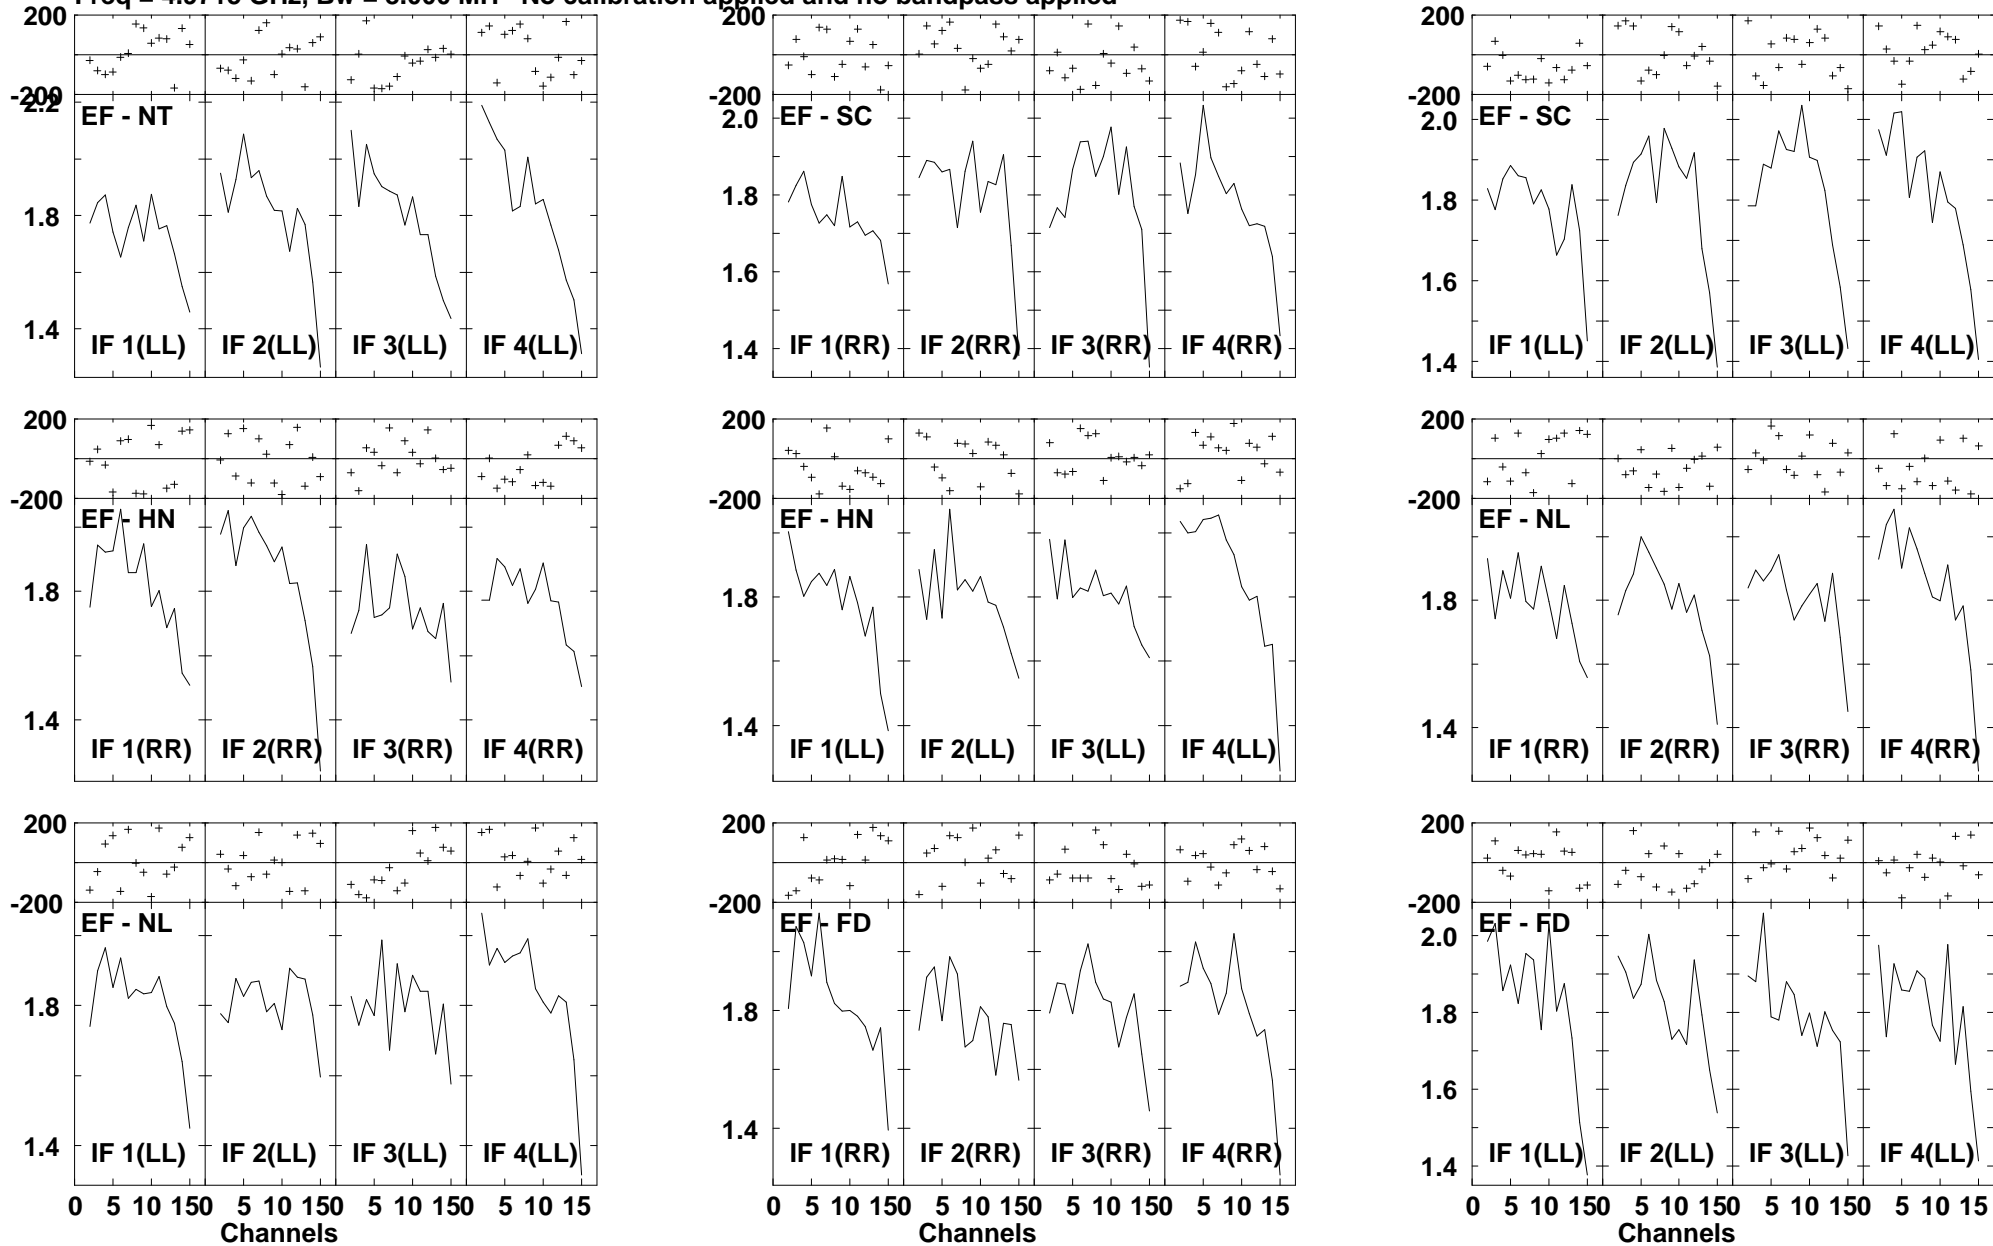 No calibration applied and no bandpass applied
200 200 200
-200 -200 -200
2.2 EF - NT 2.0 EF - SC 2.0 EF - SC
1.8 1.8 1.8
1.6 1.6
1.4 IF 1(LL) IF 2(LL) IF 3(LL) IF 4(LL) 1.4 IF 1(RR) IF 2(RR) IF 3(RR) IF 4(RR) 1.4 IF 1(LL) IF 2(LL) IF 3(LL) IF 4(LL)
200 200 200
-200 -200 -200
EF - HN EF - HN EF - NL
1.8 1.8 1.8
1.4 1.4 1.4
IF 1(RR) IF 2(RR) IF 3(RR) IF 4(RR) IF 1(LL) IF 2(LL) IF 3(LL) IF 4(LL) IF 1(RR) IF 2(RR) IF 3(RR) IF 4(RR)
200 200 200
-200 -200 -200
EF - NL EF - FD 2.0 EF - FD
1.8 1.8 1.8
1.6
1.4 IF 1(LL) IF 2(LL) IF 3(LL) IF 4(LL) 1.4 IF 1(RR) IF 2(RR) IF 3(RR) IF 4(RR) 1.4 IF 1(LL) IF 2(LL) IF 3(LL) IF 4(LL)
0 5 10 150 5 10 150 5 10 150 5 10 15 0 5 10 150 5 10 150 5 10 150 5 10 15 0 5 10 150 5 10 150 5 10 150 5 10 15
Channels Channels Channels